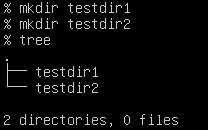 % mkdir testdir1
% mkdir testdir2
% tree
.
├── testdir1
└── testdir2

2 directories, 0 files